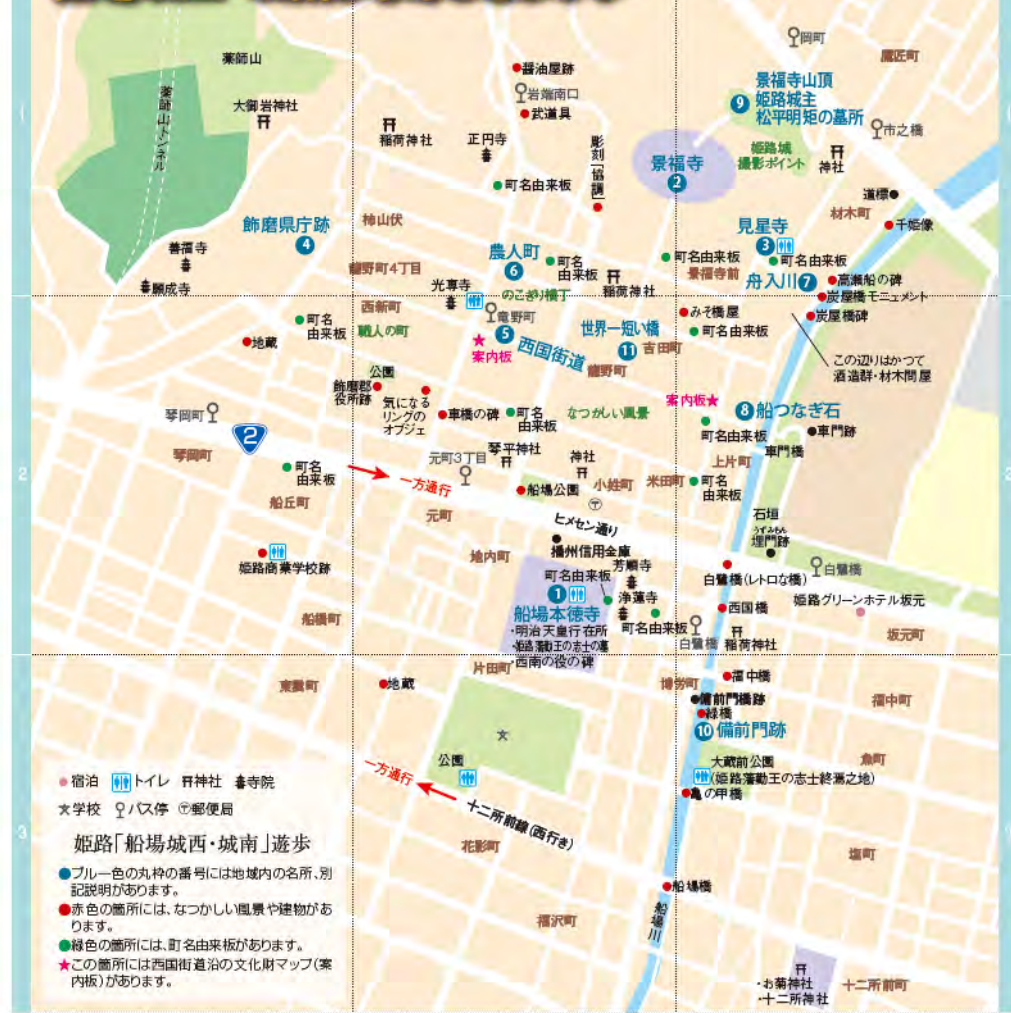 薬師山
薬師山トンネル
大御岩神社
稲荷神社
正円寺
醤油屋跡
岩端南口
武道具
彫刻「協調」
町名由来板
岡町
鷹匠町
9
景福寺山頂
姫路城主
松平明矩の墓所
市之橋
姫路城
撮影ポイント
神社
景福寺
2
道標
材木町
千姫像
飾磨県庁跡
4
柿山伏
善福寺
願成寺
龍野町4丁目
農人町
6
町名
由来板
稲荷神社
町名由来板
景福寺前
見星寺
3
町名由来板
舟入川 7
高瀬船の碑
炭屋橋モニュメント
炭屋橋碑
この辺りはかつて
酒造群・材木問屋
光専寺
のこぎり横丁
西新町
竜野町
町名
由来板
職人の町
地蔵
案内板
5
西国街道
世界一短い橋
11
吉田町
龍野町
みそ橋屋
町名由来板
公園
飾磨郡
役所跡
気になる
リングの
オブジェ
車橋の碑
町名
由来板
なつかしい風景
案内板
町名由来板
8 船つなぎ石
車門跡
車門橋
上片町
琴岡町
2
琴岡町
町名
由来板
船丘町
一方通行
元町3丁目
琴平神社
神社
小姓町
米田町
町名
由来板
船場公園
元町
ヒメセン通り
石垣
うずみもん
埋門跡
地内町
播州信用金庫
姫路商業学校跡
芳順寺
町名由来板
1
浄蓮寺
船場本徳寺
・明治天皇行在所
・姫路藩勤王の志士の墓
・西南の役の碑
町名由来板
白鷺橋
白鷺橋(レトロな橋)
白鷺橋
姫路グリーンホテル坂元
西国橋
稲荷神社
坂元町
船橋町
片田町
東雲町
地蔵
博労町
福中橋
備前門橋跡
緑橋
福中町
10 備前門跡
魚町
大蔵前公園
(姫路藩勤王の志士終焉之地)
亀の甲橋
公園
一方通行
十二所前線(西行き)
花影町
塩町
船場橋
船場川
福沢町
・お菊神社
・十二所神社
十二所前町
宿泊 トイレ 神社 寺院
学校 バス停 郵便局
姫路「船場城西・城南」遊歩
●ブルー色の丸枠の番号には地域内の名所、別
記説明があります。
●赤色の箇所には、なつかしい風景や建物があ
ります。
●緑色の箇所には、町名由来板があります。
★この箇所には西国街道沿の文化財マップ(案
内板)があります。
1
2
3